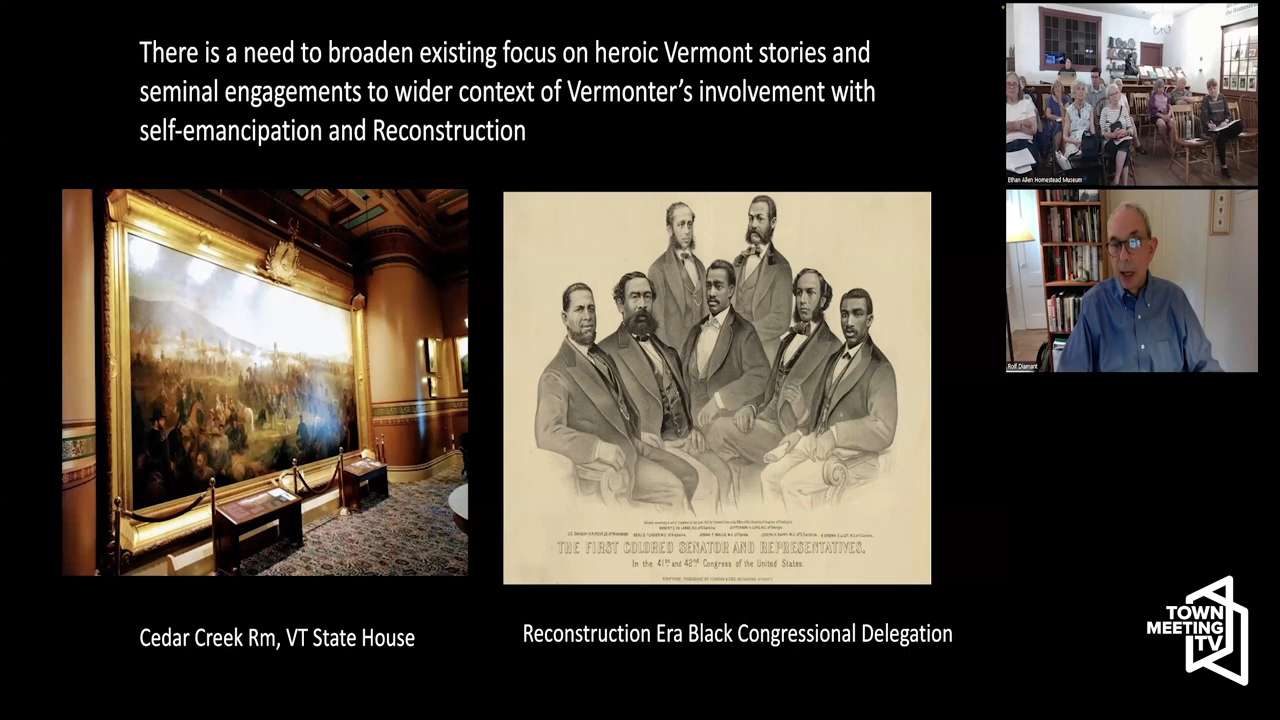 There is a need to broaden existing focus on heroic Vermont stories and
seminal engagements to wider context of Vermonter's involvement with
self-emancipation and Reconstruction
Ethan Allen Homestead Museum
Rolf Diamant
THE FIRST COLORED SENATOR AND REPRESENTATIVES.
In the 41st and 42nd Congress of the United States.
Cedar Creek Rm, VT State House
Reconstruction Era Black Congressional Delegation
TOWN
MEETING
TV